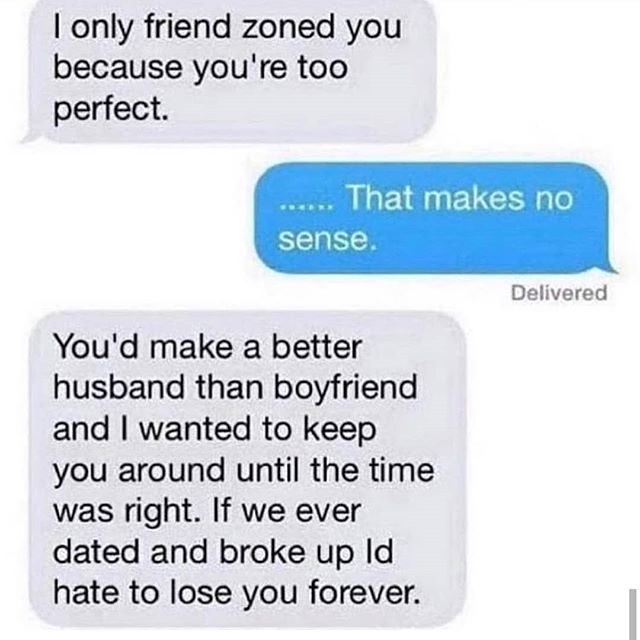 I only friend zoned you
because you're too
perfect.
...... That makes no
sense.
Delivered
You'd make a better
husband than boyfriend
and I wanted to keep
you around until the time
was right. If we ever
dated and broke up Id
hate to lose you forever.